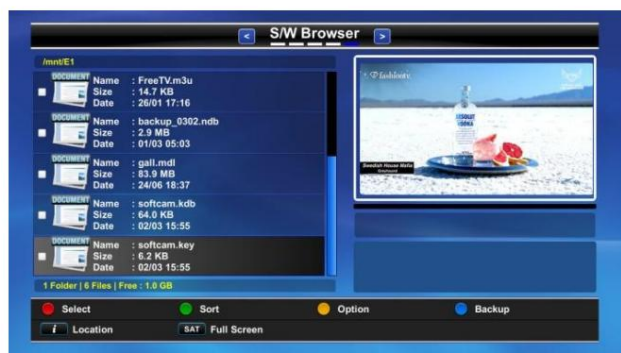 < S/W Browser >
/mnt/E1
DOCUMENT
Name : FreeTV.m3u
Size : 14.7 KB
Date : 26/01 17:16
DOCUMENT
Name : backup_0302.ndb
Size : 2.9 MB
Date : 01/03 05:03
DOCUMENT
Name : gall.mdl
Size : 83.9 MB
Date : 24/06 18:37
DOCUMENT
Name : softcam.kdb
Size : 64.0 KB
Date : 02/03 15:55
DOCUMENT
Name : softcam.key
Size : 6.2 KB
Date : 02/03 15:55
1 Folder | 6 Files | Free : 1.0 GB
fashiontv
ABSOLUT
VODKA
Swedish House Mafia
Greyhound
Select
Sort
Option
Backup
i Location
SAT Full Screen